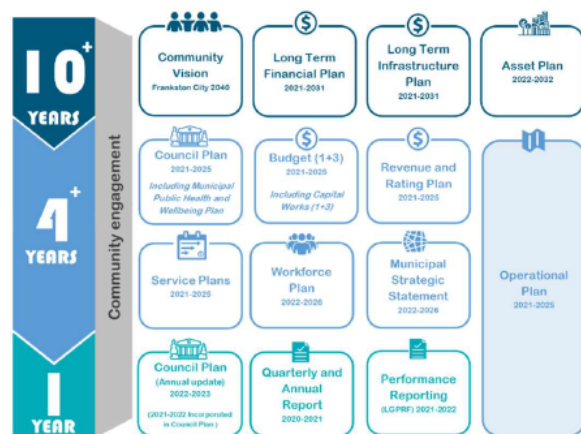 10+
YEARS
4+
YEARS
1
YEAR
Community engagement
Community
Vision
Frankston City 2040
Long Term
Financial Plan
2021-2031
Long Term
Infrastructure
Plan
2021-2031
Asset Plan
2022-2032
Council Plan
2021-2025
Including Municipal
Public Health and
Wellbeing Plan
Budget (1+3)
2021-2025
Including Capital
Works (1+3)
Revenue and
Rating Plan
2021-2025
Service Plans
2021-2025
Workforce
Plan
2022-2026
Municipal
Strategic
Statement
2022-2026
Operational
Plan
2021-2025
Council Plan
(Annual update)
2022-2023
(2021-2022 Incorporated
in Council Plan )
Quarterly and
Annual
Report
2020-2021
Performance
Reporting
(LGPRF) 2021-2022